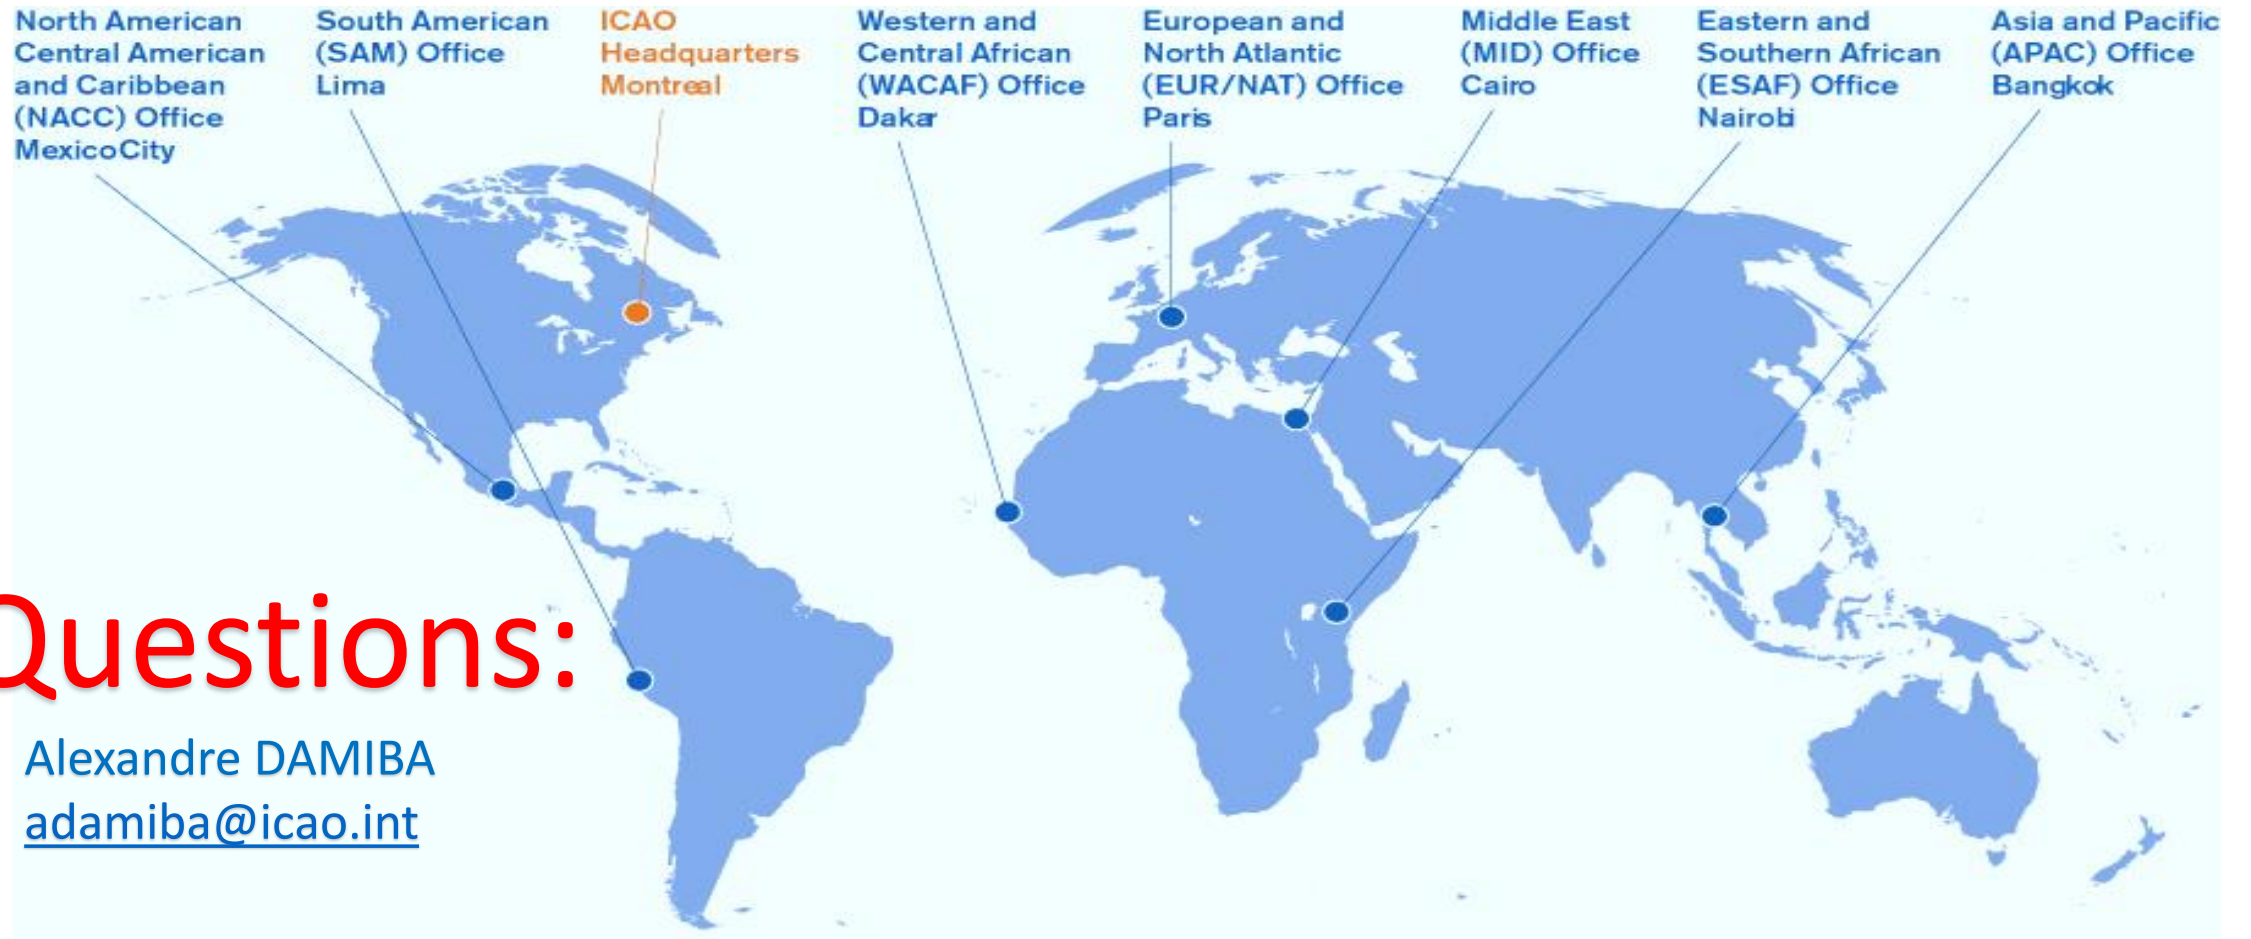 North American
Central American
and Caribbean
(NACC) Office
MexicoCity
South American
(SAM) Office
Lima
ICAO
Headquarters
Montreal
Western and
Central African
(WACAF) Office
Dakar
European and
North Atlantic
(EUR/NAT) Office
Paris
Middle East
(MID) Office
Cairo
Eastern and
Southern African
(ESAF) Office
Nairobi
Asia and Pacific
(APAC) Office
Bangkok
Questions:
Alexandre DAMIBA
adamiba@icao.int